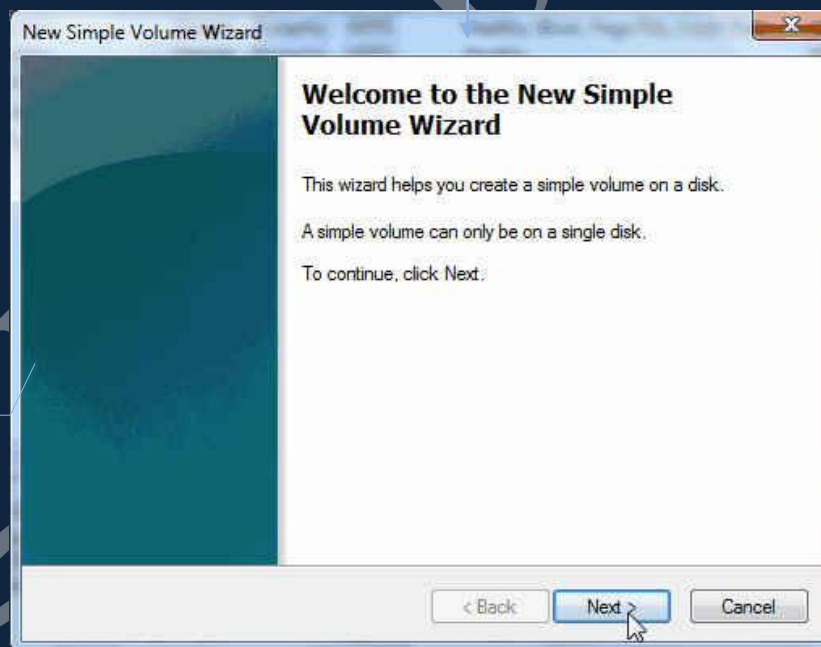 New Simple Volume Wizard
Welcome to the New Simple
Volume Wizard
This wizard helps you create a simple volume on a disk.
A simple volume can only be on a single disk.
To continue, click Next.
< Back
Next >
Cancel